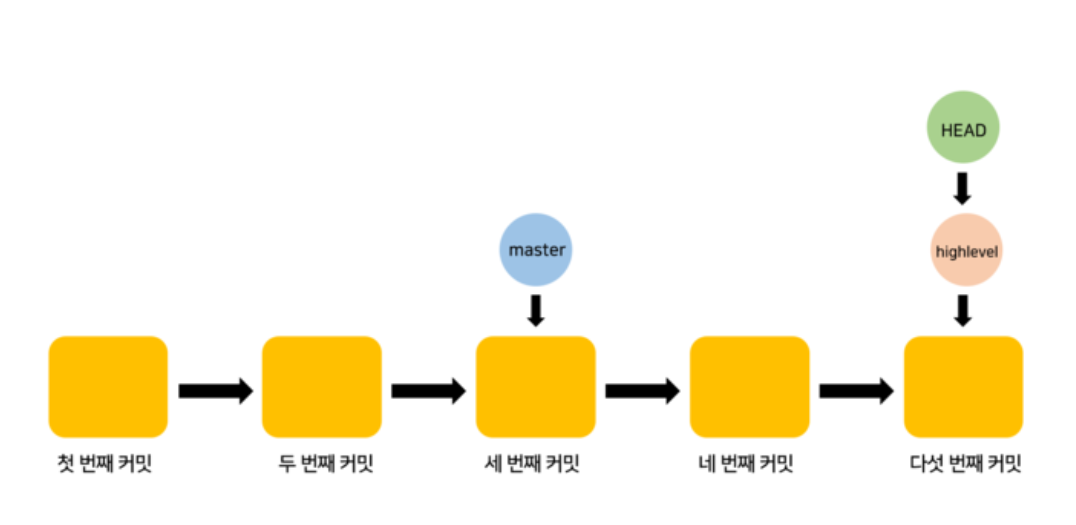 HEAD
master
highlevel
첫 번째 커밋
두 번째 커밋
세 번째 커밋
네 번째 커밋
다섯 번째 커밋